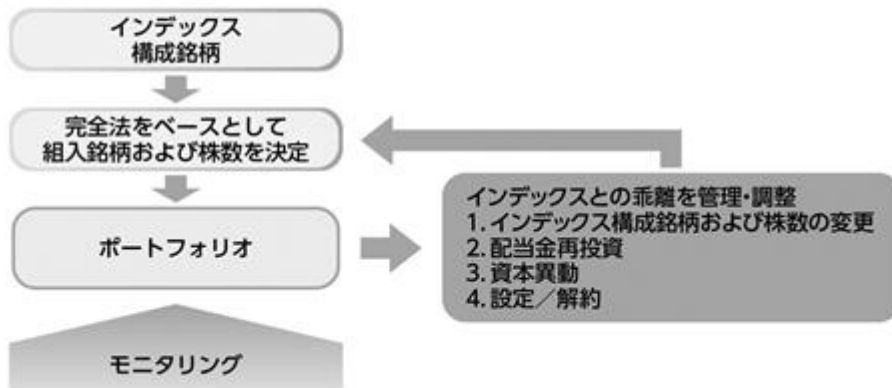 インデックス
構成銘柄
完全法をベースとして
組入銘柄および株数を決定
ポートフォリオ
モニタリング
インデックスとの乖離を管理・調整
1. インデックス構成銘柄および株数の変更
2. 配当金再投資
3. 資本異動
4. 設定／解約